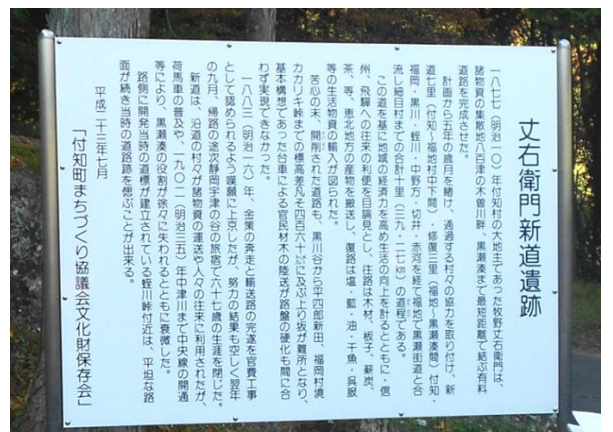 丈右衛門新道遺跡
一八七七(明治一〇)年付知村の大地主であった牧野丈右衛門は、
諸物資の集散地八百津の木曽川畔、黒瀬湊まで最短距離で結ぶ有料
道路を完成させた。
計画から五年の歳月を賭け、通過する村々の協力を取り付け、新
道七里(付知～福地村中下間)・修復三里(福地～黒瀬湊間)付知・
福岡・黒川・蛭川・中野方・切井・赤河を経て福地で黒瀬街道と合
流し細目村までの合計十里(三九・二七㎞)の道程である。
この道を基に地域の経済力を高め生活の向上を計るとともに・信
州、飛騨への往来の利便を目論見とし、往路は木材、板子、薪炭、
茶、等、恵北地方の産物を搬送し、復路は塩・藍・油・干魚・呉服
等の生活物資の輸入が図られた。
苦心の末、開削された道路も、黒川谷から平四郎新田、福岡村境
カカリキ峠までの標高差凡そ四百六十㍍に及ぶ上り坂が難所となり、
基本構想であった台車による官民材木の陸送が路盤の硬化も間に合
わず実現できなかった。
一八八三(明治一六)年、金策の奔走と輸送路の完遂を官費工事
として認められるよう嘆願に上京したが、努力の結果も空しく翌年
の九月、帰路の途次静岡宇津の谷の旅宿で六十七歳の生涯を閉じた。
新道は、沿道の村々が諸物資の運送や人々の往来に利用されたが、
荷馬車の普及や、一九〇二(明治三五)年中津川まで中央線の開通
等により、黒瀬湊の役割が徐々に失われるとともに衰微した。
路側に開発当時の道標が建立されている蛭川峠付近は、平坦な路
面が続き当時の道路跡を偲ぶことが出来る。
平成二十三年七月
「付知町まちづくり協議会文化財保存会」